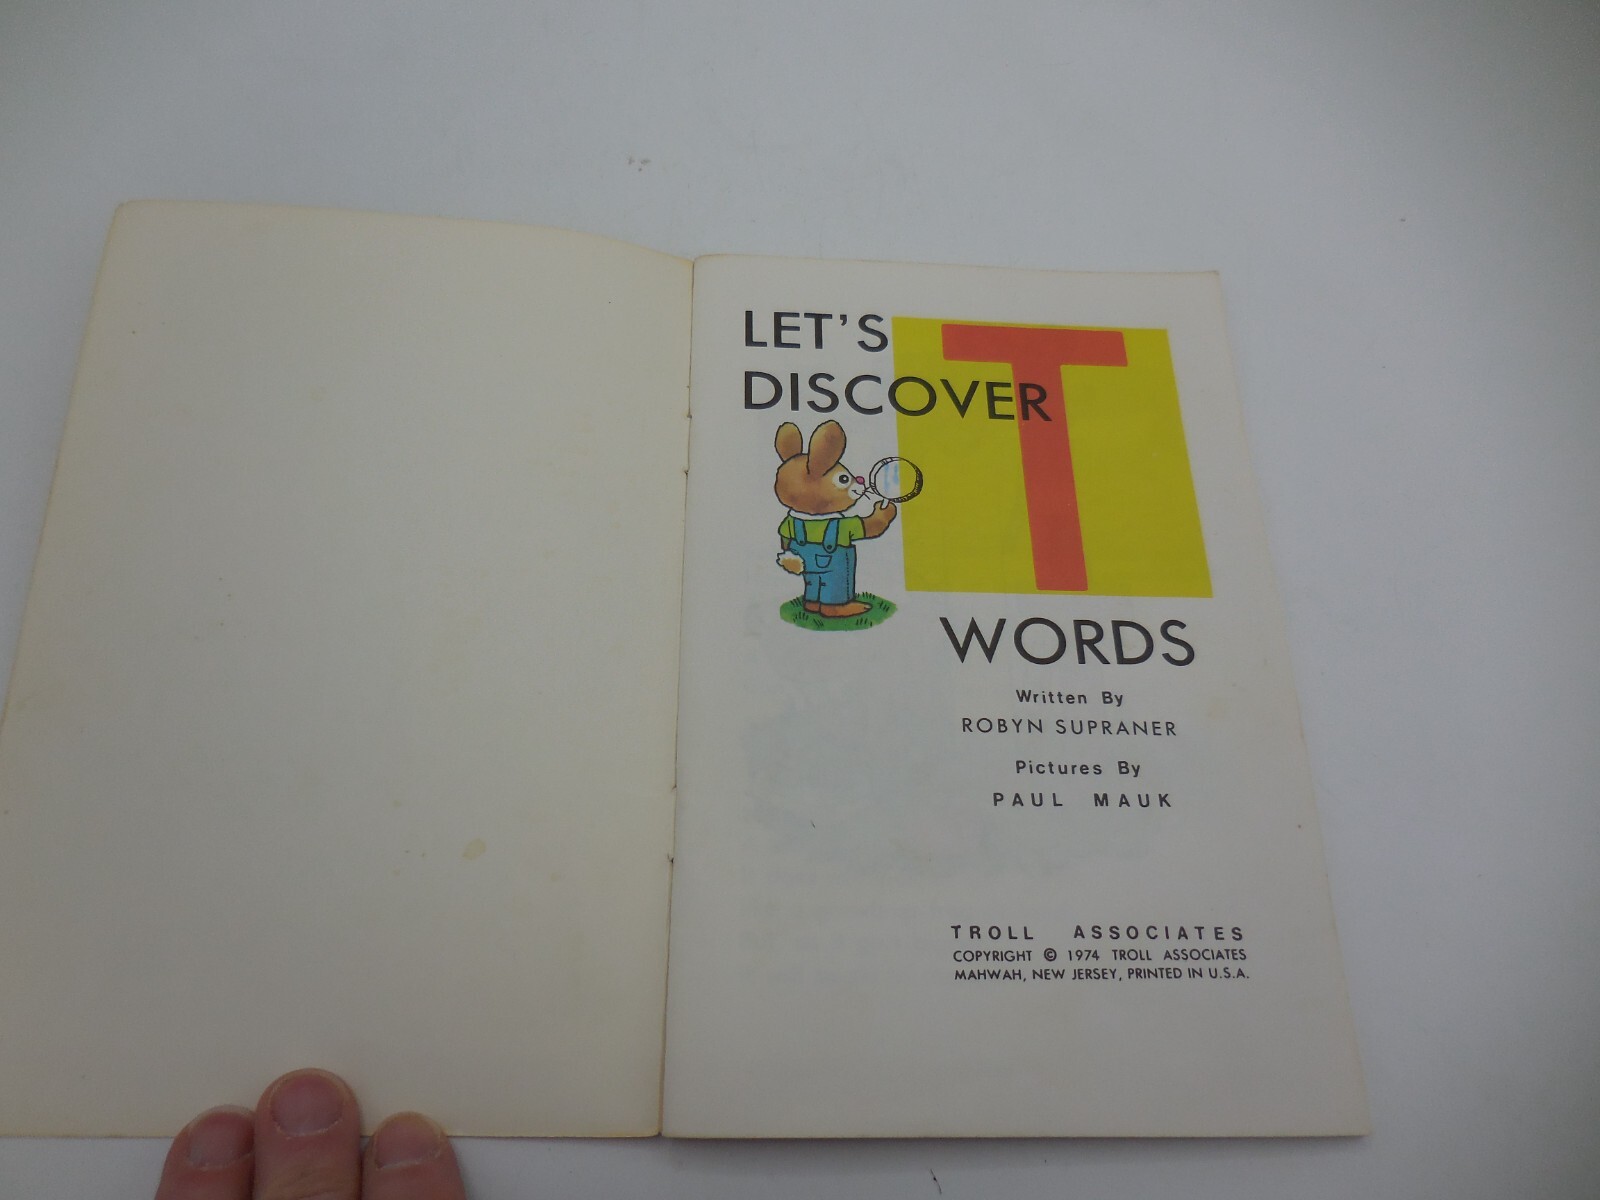 LET'S
DISCOVER
T
WORDS
Written By
ROBYN SUPRANER
Pictures By
PAUL MAUK
TROLL ASSOCIATES
COPYRIGHT © 1974 TROLL ASSOCIATES
MAHWAH, NEW JERSEY, PRINTED IN U.S.A.